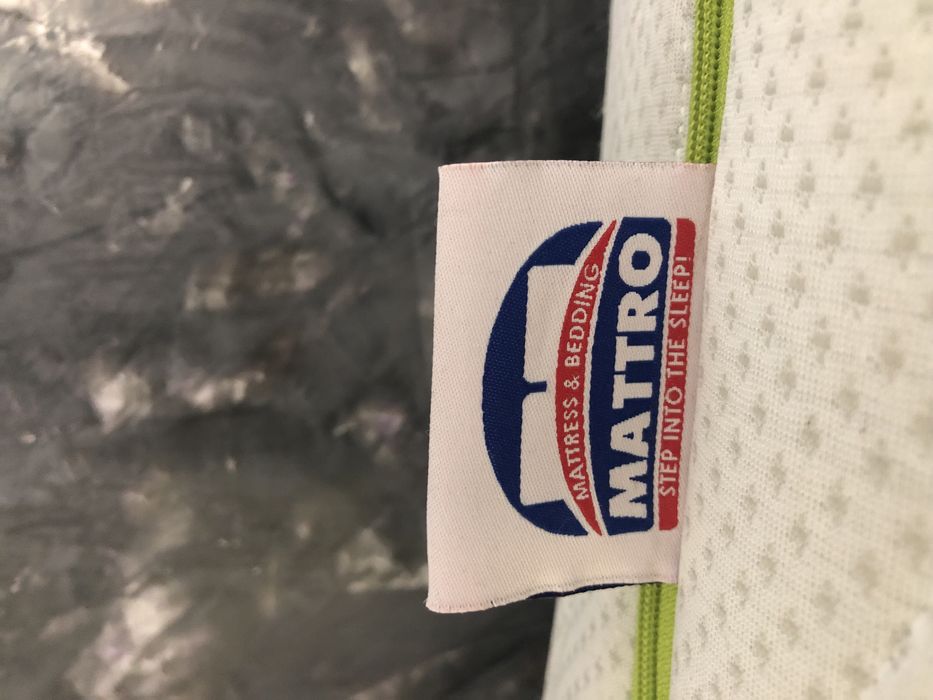 MATTRESS & BEDDING
MATTRO
STEP INTO THE SLEEP!